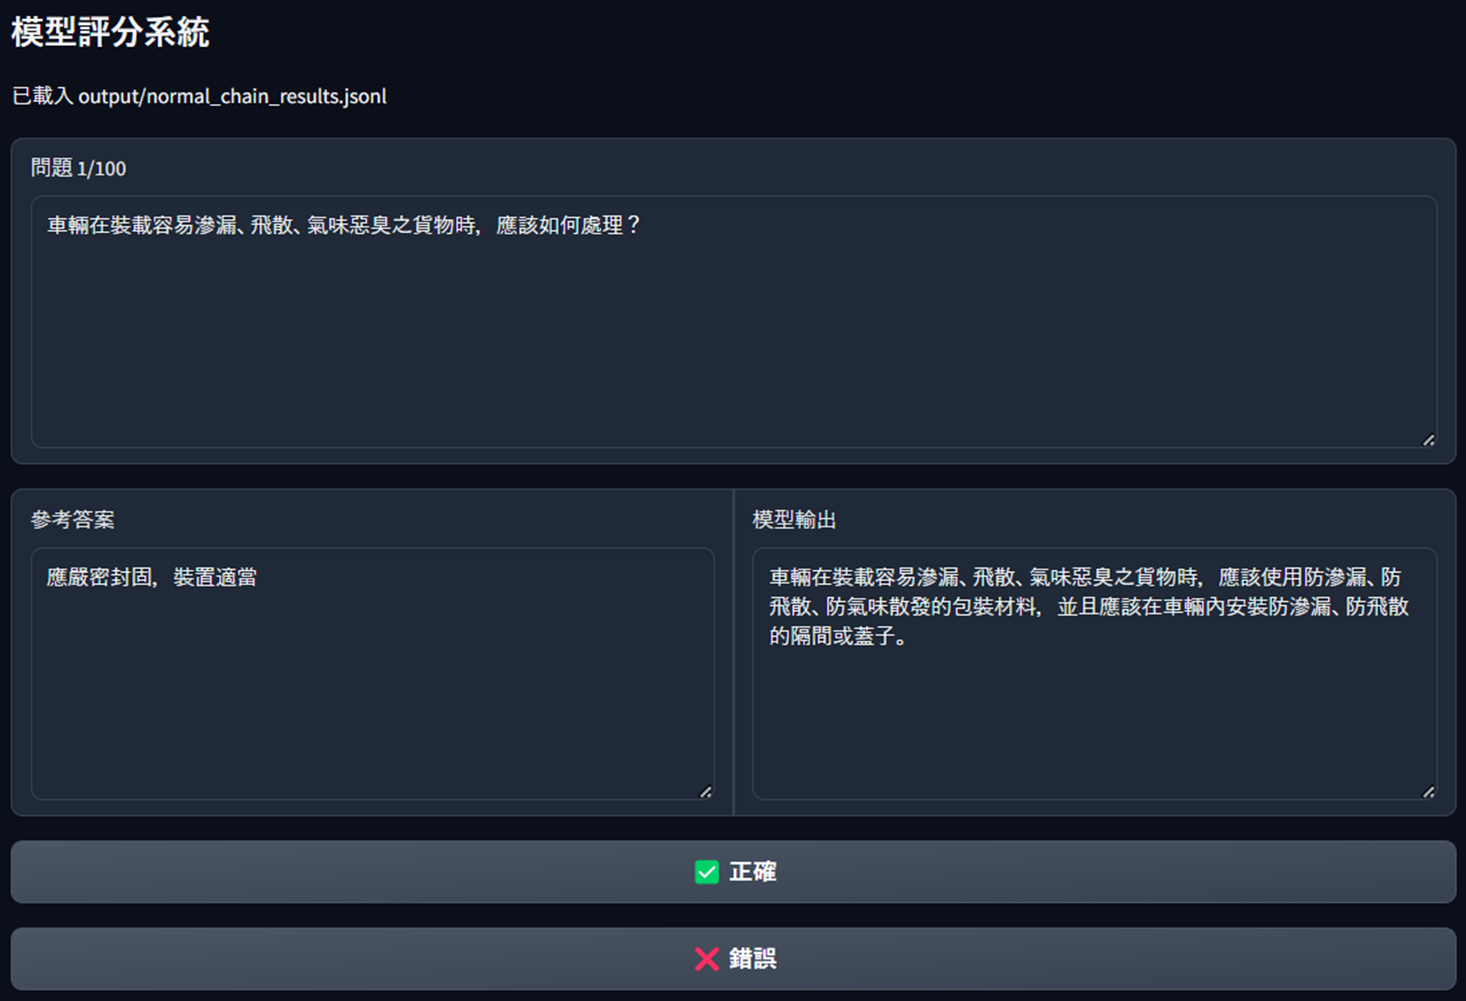 模型評分系統
已載入 output/normal_chain_results.jsonl
問題 1/100
車輛在裝載容易滲漏、飛散、氣味惡臭之貨物時，應該如何處理？
參考答案
應嚴密封固，裝置適當
模型輸出
車輛在裝載容易滲漏、飛散、氣味惡臭之貨物時，應該使用防滲漏、防
飛散、防氣味散發的包裝材料，並且應該在車輛內安裝防滲漏、防飛散
的隔間或蓋子。
✅ 正確
❌ 錯誤